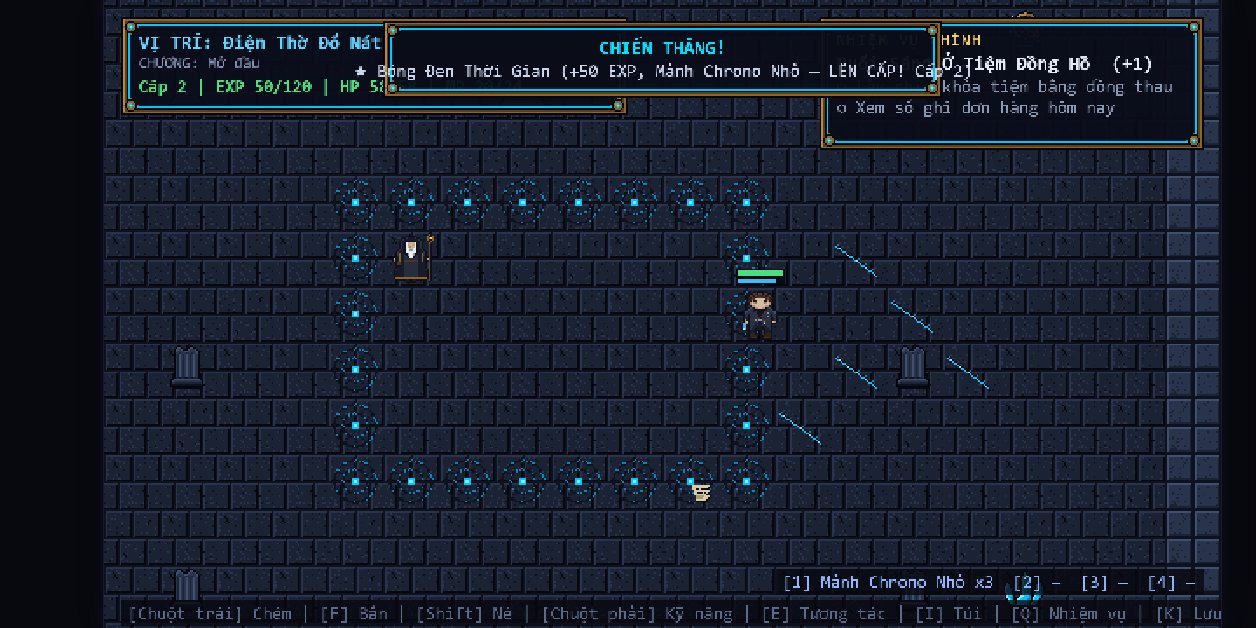 VỊ TRÍ: Điện Thờ Đổ Nát
CHƯƠNG: Mở đầu
Cấp 2 | EXP 50/120 | HP
CHIẾN THẮNG!
★ Bóng Đen Thời Gian (+50 EXP, Mảnh Chrono Nhỏ — LÊN CẤP! Cấp 2)
HÌNH
Ở Tiệm Đồng Hồ (+1)
khóa tiệm bằng đồng thau
○ Xem sổ ghi đơn hàng hôm nay
[1] Mảnh Chrono Nhỏ x3 [2] — [3] — [4] —
[Chuột trái] Chém | [F] Bắn | [Shift] Né | [Chuột phải] Kỹ năng | [E] Tương tác | [I] Túi | [Q] Nhiệm vụ | [K] Lưu